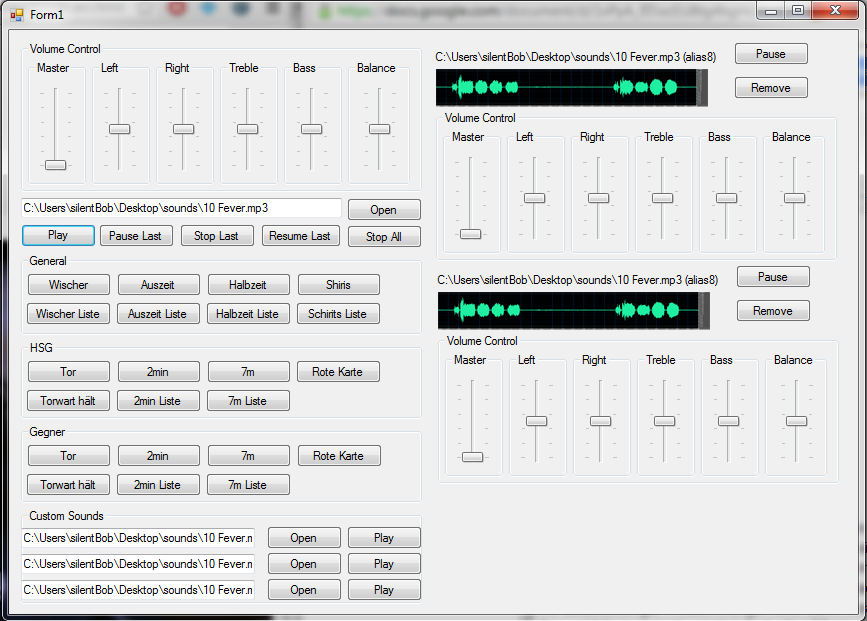 Form1
Volume Control
Master Left Right Treble Bass Balance
C:\Users\silentBob\Desktop\sounds\10 Fever.mp3 Open
Play Pause Last Stop Last Resume Last Stop All
General
Wischer Auszeit Halbzeit Shiris
Wischer Liste Auszeit Liste Halbzeit Liste Schirits Liste
HSG
Tor 2min 7m Rote Karte
Torwart hält 2min Liste 7m Liste
Gegner
Tor 2min 7m Rote Karte
Torwart hält 2min Liste 7m Liste
Custom Sounds
C:\Users\silentBob\Desktop\sounds\10 Fever.m Open Play
C:\Users\silentBob\Desktop\sounds\10 Fever.m Open Play
C:\Users\silentBob\Desktop\sounds\10 Fever.m Open Play
C:\Users\silentBob\Desktop\sounds\10 Fever.mp3 (alias8) Pause
Remove
Volume Control
Master Left Right Treble Bass Balance
C:\Users\silentBob\Desktop\sounds\10 Fever.mp3 (alias8) Pause
Remove
Volume Control
Master Left Right Treble Bass Balance